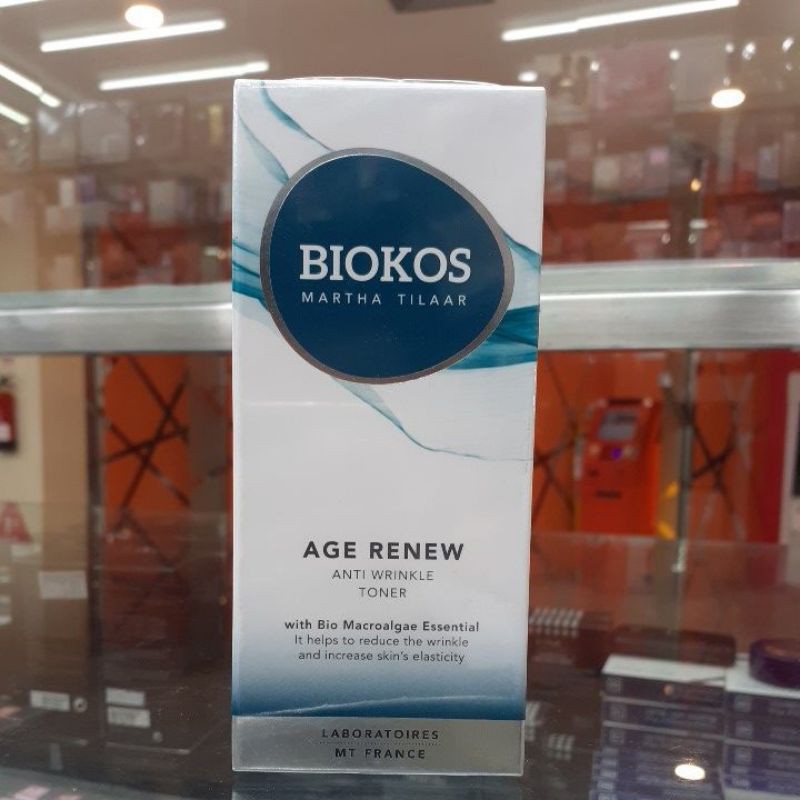 BIOKOS
MARTHA TILAAR
AGE RENEW
ANTI WRINKLE
TONER
with Bio Macroalgae Essential
It helps to reduce the wrinkle
and increase skin's elasticity
LABORATOIRES
MT FRANCE